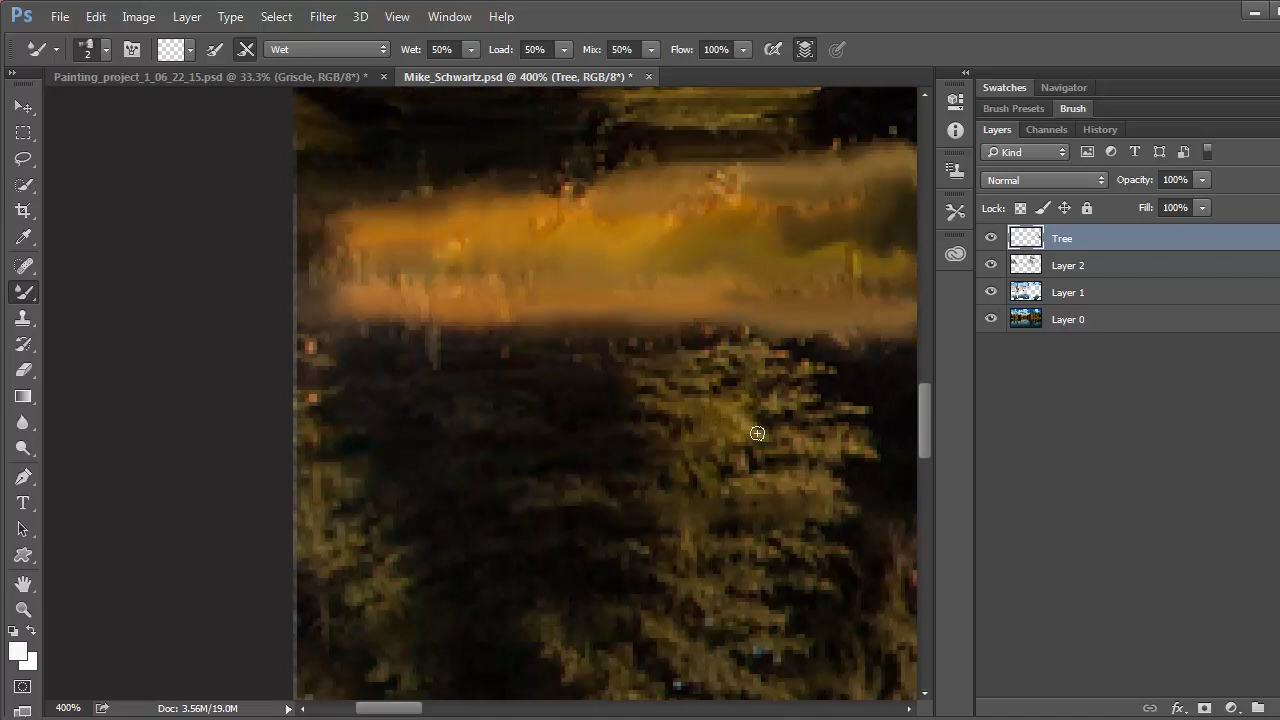 Ps File Edit Image Layer Type Select Filter 3D View Window Help
2 Wet Wet: 50% Load: 50% Mix: 50% Flow: 100%
Painting_project_1_06_22_15.psd @ 33.3% (Griscle, RGB/8*) * × Mike_Schwartz.psd @ 400% (Tree, RGB/8*) * ×
Swatches Navigator
Brush Presets Brush
Layers Channels History
Kind
Normal Opacity: 100%
Lock: Fill: 100%
Tree
Layer 2
Layer 1
Layer 0
400% Doc: 3.56M/19.0M